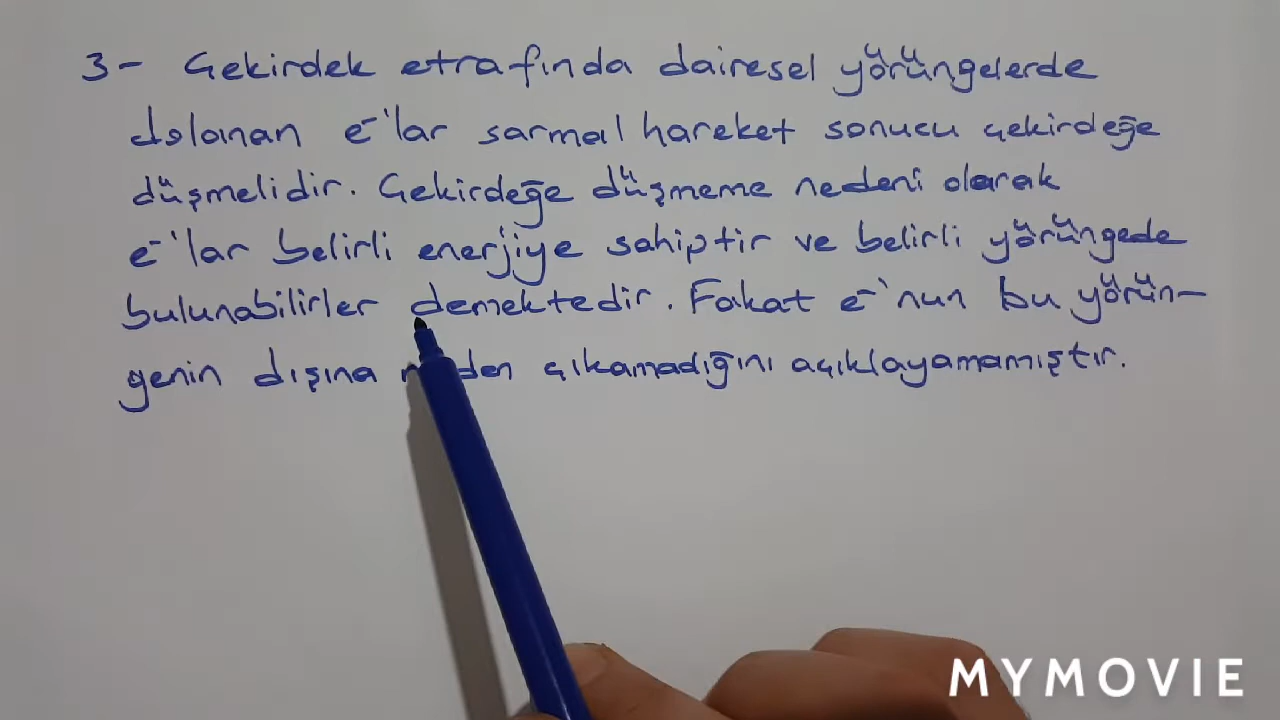 3- Çekirdek etrafında dairesel yörüngelerde
dolanan e⁻'lar sarmal hareket sonucu çekirdeğe
düşmelidir. Çekirdeğe düşmeme nedeni olarak
e⁻'lar belirli enerjiye sahiptir ve belirli yörüngede
bulunabilirler demektedir. Fakat e⁻'nun bu yörün-
genin dışına çıkamadığını açıklayamamıştır.
MYMOVIE